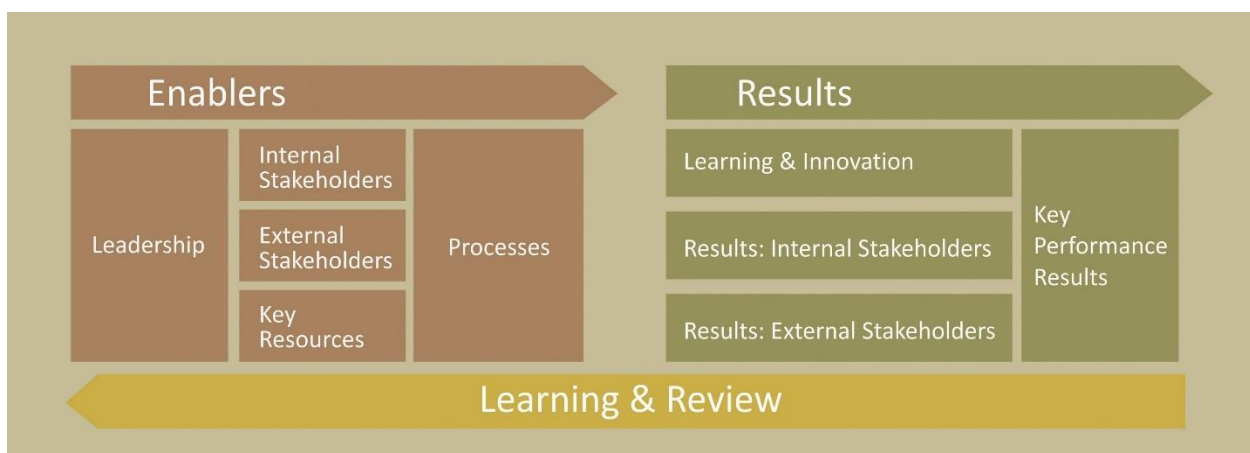 Enablers
Results
Leadership
Internal
Stakeholders
External
Stakeholders
Key
Resources
Processes
Learning & Innovation
Results: Internal Stakeholders
Results: External Stakeholders
Key
Performance
Results
Learning & Review